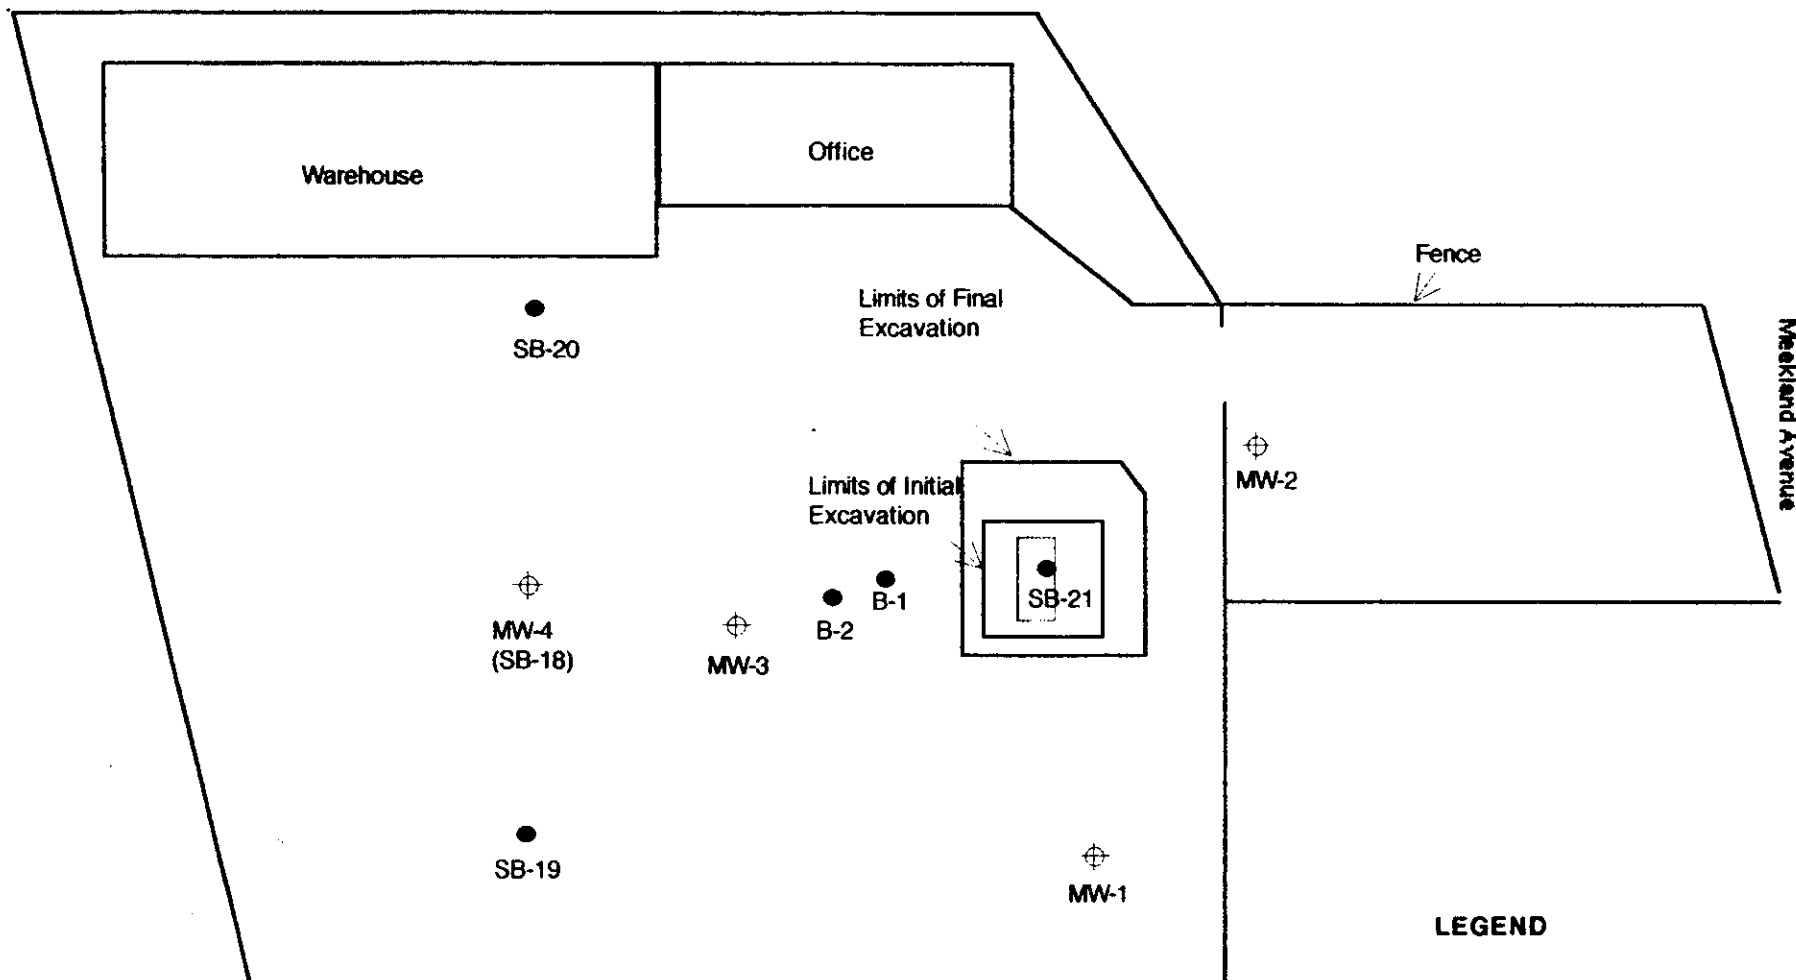 Warehouse
Office
Fence
Limits of Final
Excavation
SB-20
Meekland Avenue
MW-2
Limits of Initial
Excavation
SB-21
B-1
B-2
MW-4
(SB-18)
MW-3
SB-19
MW-1
LEGEND